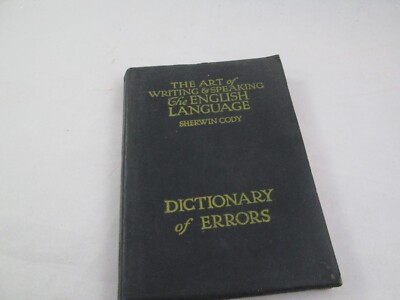 THE ART of
WRITING & SPEAKING
The ENGLISH
LANGUAGE
SHERWIN CODY
DICTIONARY
of ERRORS